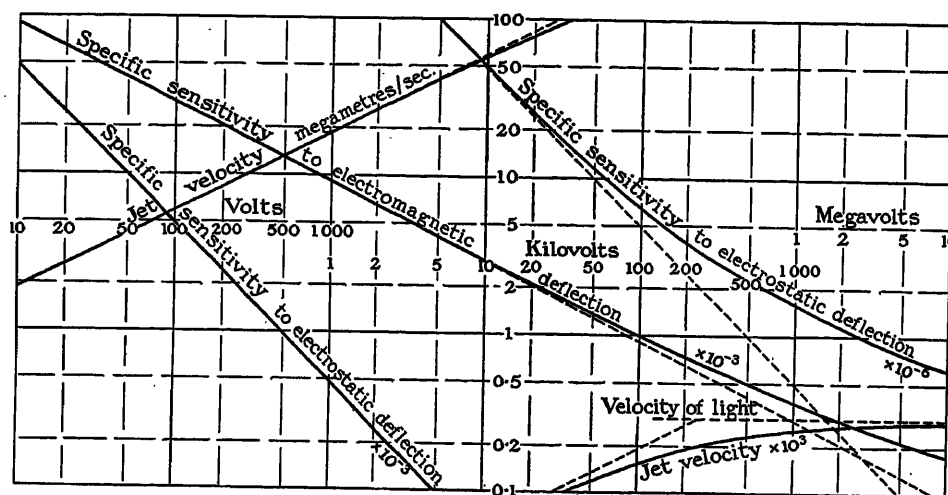 100
50
20
10
5
2
1
0·5
0·2
0·1
Specific sensitivity to electromagnetic deflection
×10⁻³
Specific sensitivity to electrostatic deflection
×10⁻³
Jet velocity megametres/sec.
Specific sensitivity to electrostatic deflection
×10⁻⁶
Volts
10 20 50 100 200 500 1000
1 2 5 10
Kilovolts
20 50 100 200 500 1000
Megavolts
1 2 5
Velocity of light
Jet velocity ×10³